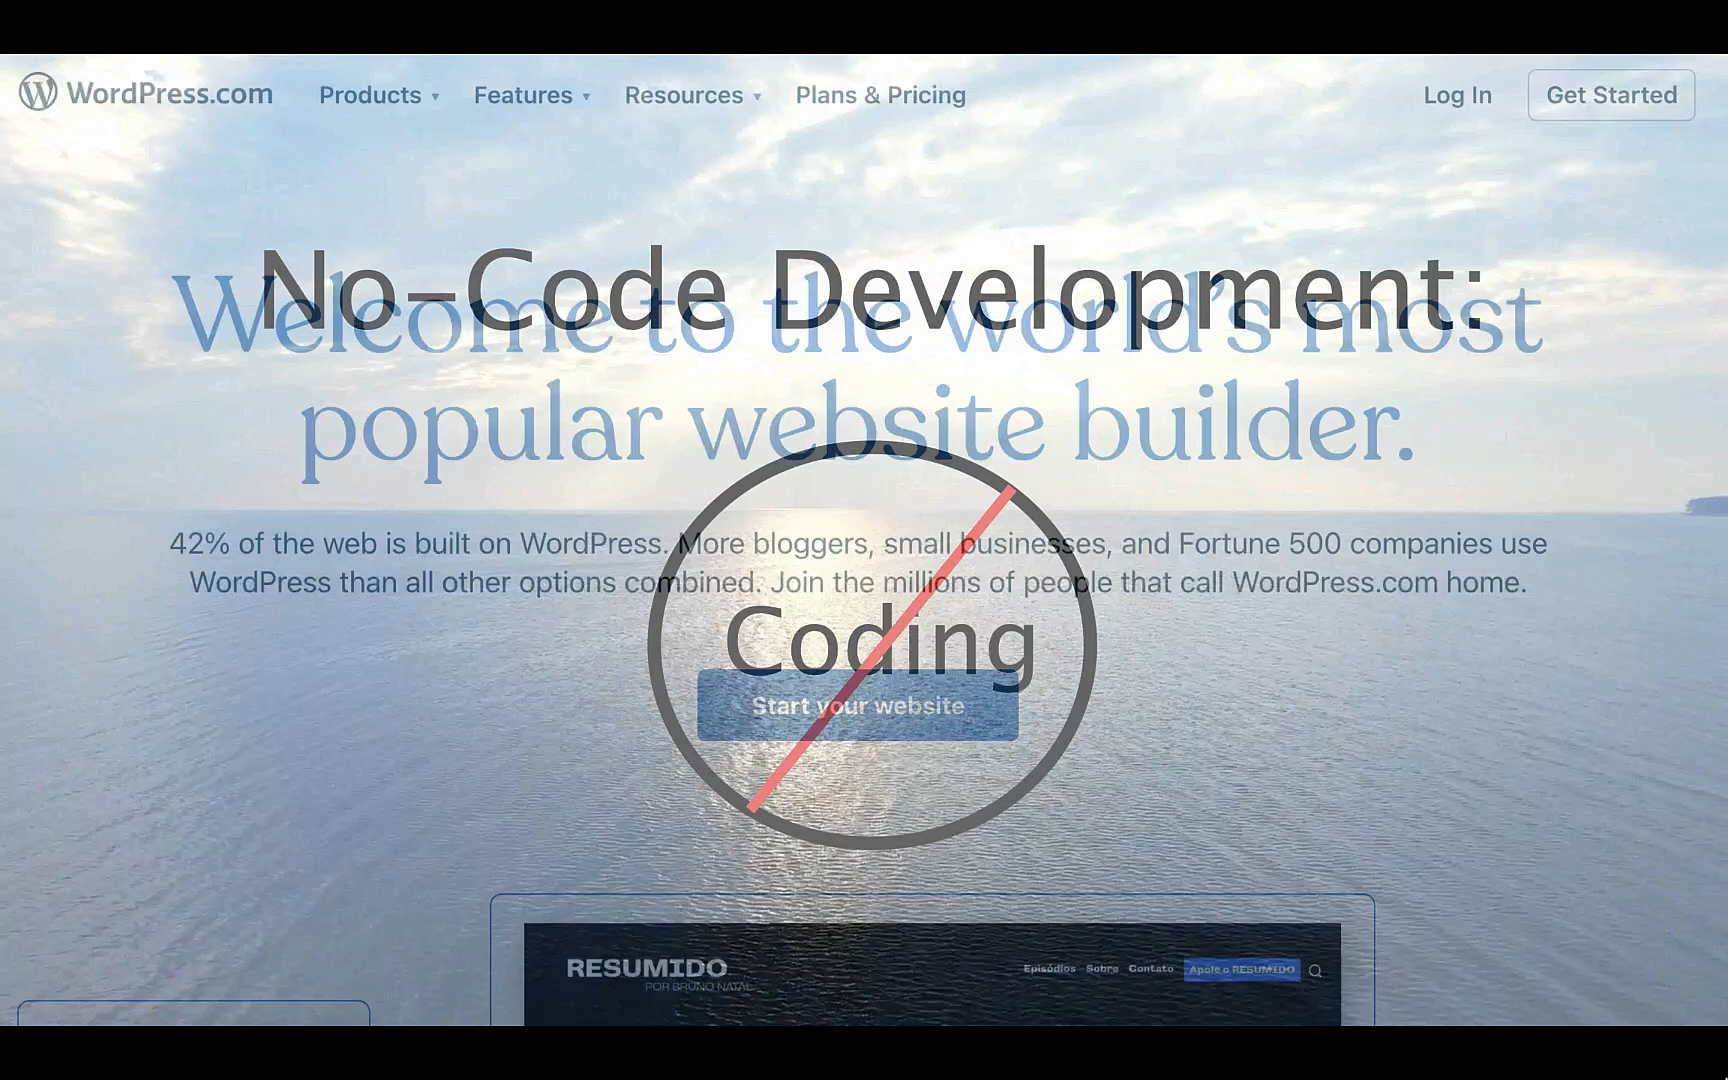 WordPress.com Products Features Resources Plans & Pricing Log In Get Started
No-Code Development:
Welcome to the world's most
popular website builder.
42% of the web is built on WordPress. More bloggers, small businesses, and Fortune 500 companies use
WordPress than all other options combined. Join the millions of people that call WordPress.com home.
Coding
Start your website
RESUMIDO
POR BRUNO NATAL
Episódios Sobre Contato Apoie o RESUMIDO